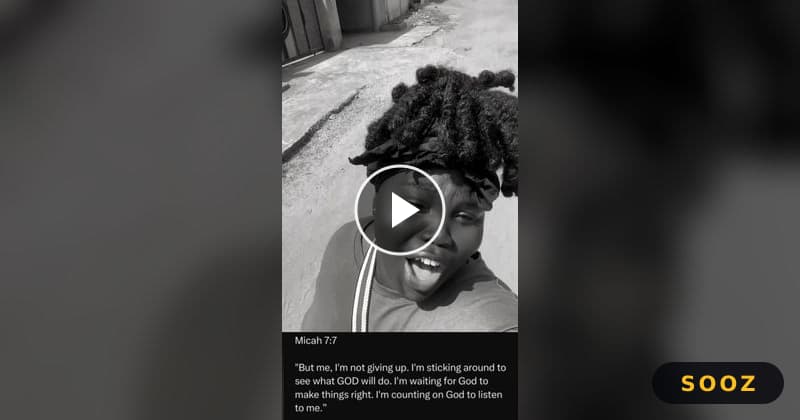 Micah 7:7
"But me, I'm not giving up. I'm sticking around to
see what GOD will do. I'm waiting for God to
make things right. I'm counting on God to listen
to me."
SOOZ